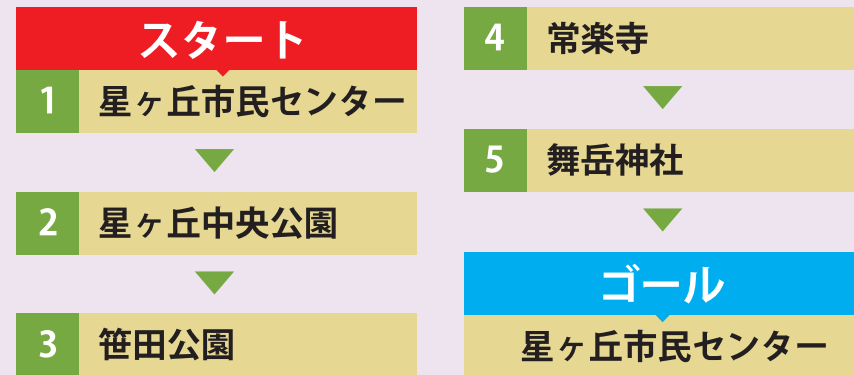 スタート
1 星ヶ丘市民センター
2 星ヶ丘中央公園
3 笹田公園
4 常楽寺
5 舞岳神社
ゴール
星ヶ丘市民センター